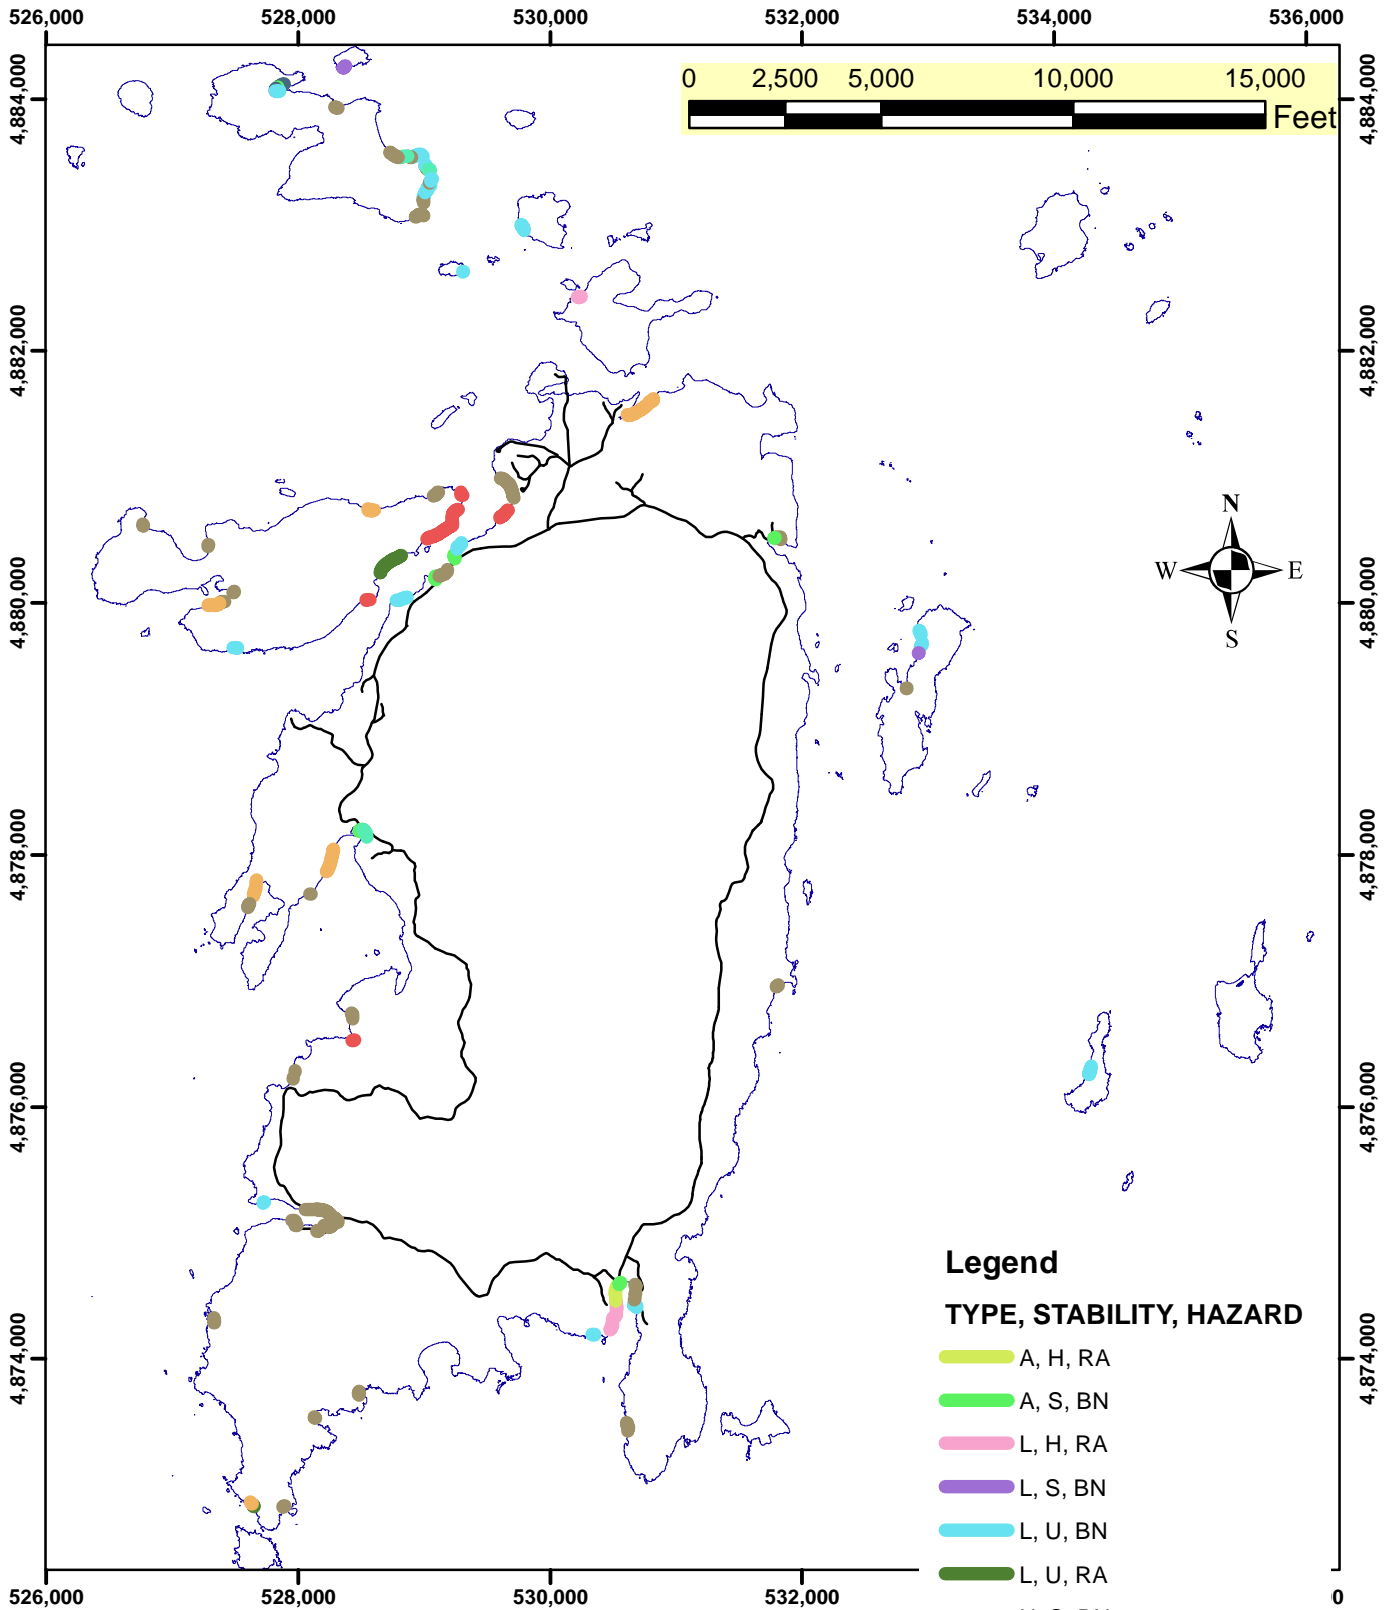 526,000 528,000 530,000 532,000 534,000 536,000
0 2,500 5,000 10,000 15,000
Feet
4,884,000 4,884,000
4,882,000 4,882,000
N
W E
S
4,880,000 4,880,000
4,878,000 4,878,000
4,876,000 4,876,000
4,874,000 4,874,000
Legend
TYPE, STABILITY, HAZARD
A, H, RA
A, S, BN
L, H, RA
L, S, BN
L, U, BN
L, U, RA
526,000 528,000 530,000 532,000 0